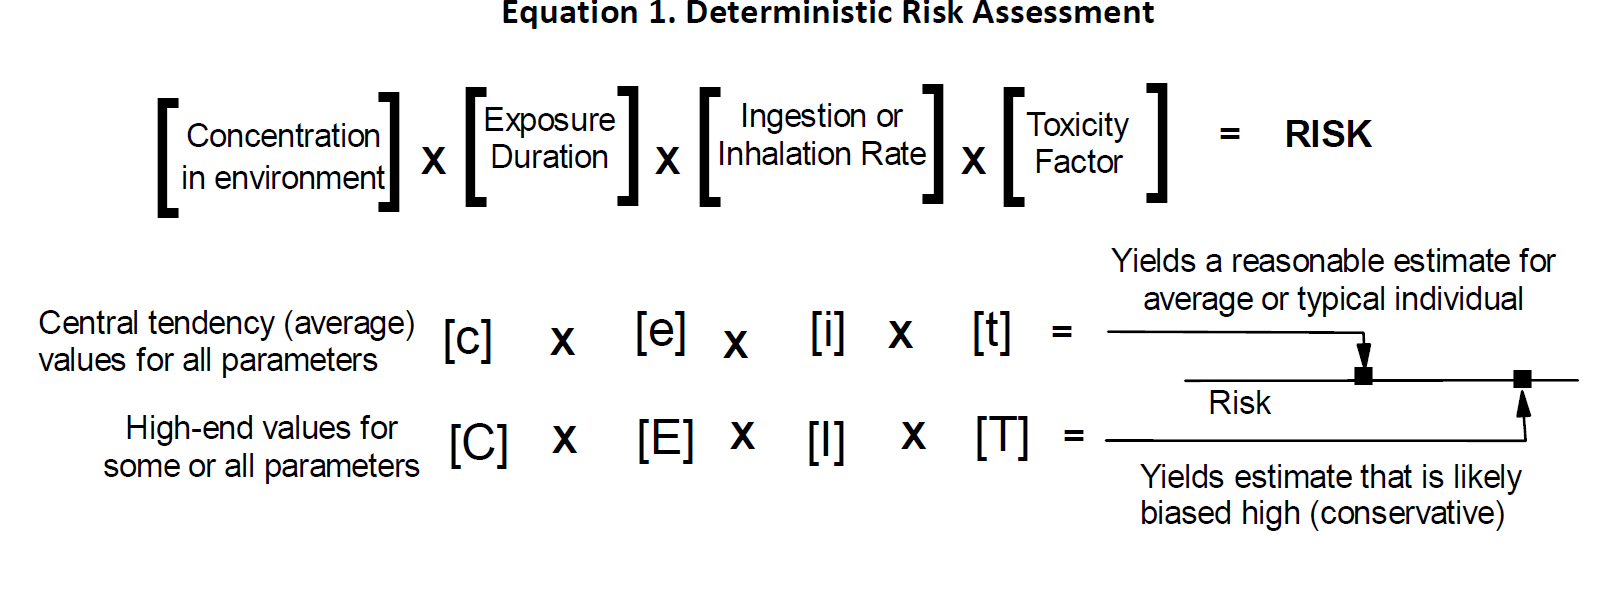 Equation 1. Deterministic Risk Assessment
[Concentration in environment] X [Exposure Duration] X [Ingestion or Inhalation Rate] X [Toxicity Factor] = RISK
Yields a reasonable estimate for
average or typical individual
Central tendency (average)
values for all parameters
[c] X [e] X [i] X [t] =
Risk
High-end values for
some or all parameters
[C] X [E] X [I] X [T] =
Yields estimate that is likely
biased high (conservative)